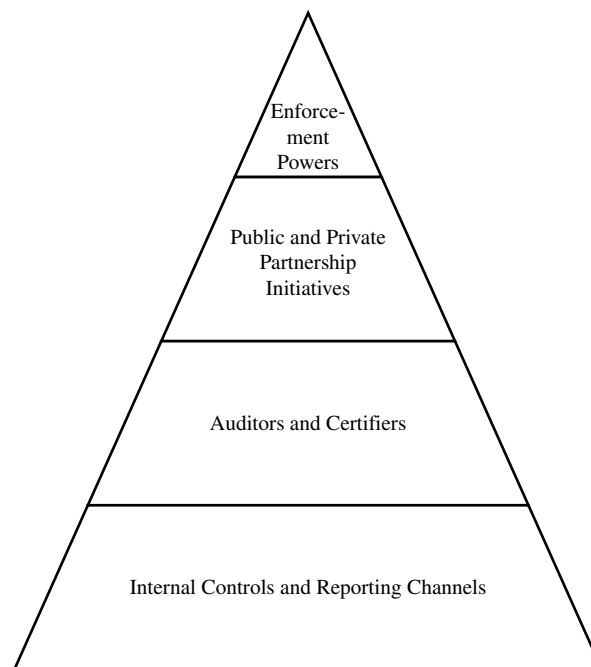 Enforce-
ment
Powers
Public and Private
Partnership
Initiatives
Auditors and Certifiers
Internal Controls and Reporting Channels